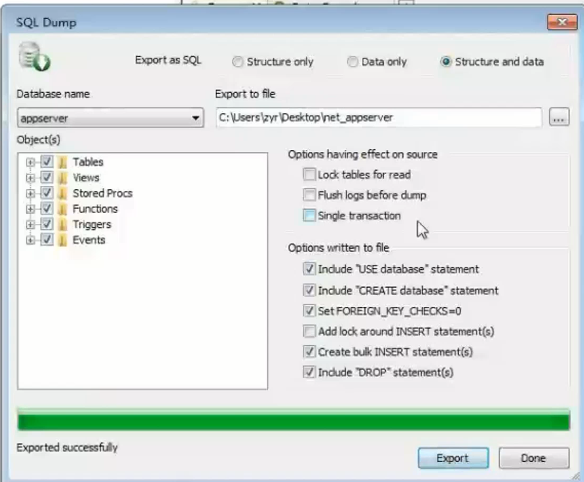 SQL Dump
Export as SQL
Structure only
Data only
Structure and data
Database name
Export to file
appserver
C:\Users\zyr\Desktop\net_appserver
...
Object(s)
Tables
Views
Stored Procs
Functions
Triggers
Events
Options having effect on source
Lock tables for read
Flush logs before dump
Single transaction
Options written to file
Include "USE database" statement
Include "CREATE database" statement
Set FOREIGN_KEY_CHECKS=0
Add lock around INSERT statement(s)
Create bulk INSERT statement(s)
Include "DROP" statement(s)
Exported successfully
Export
Done